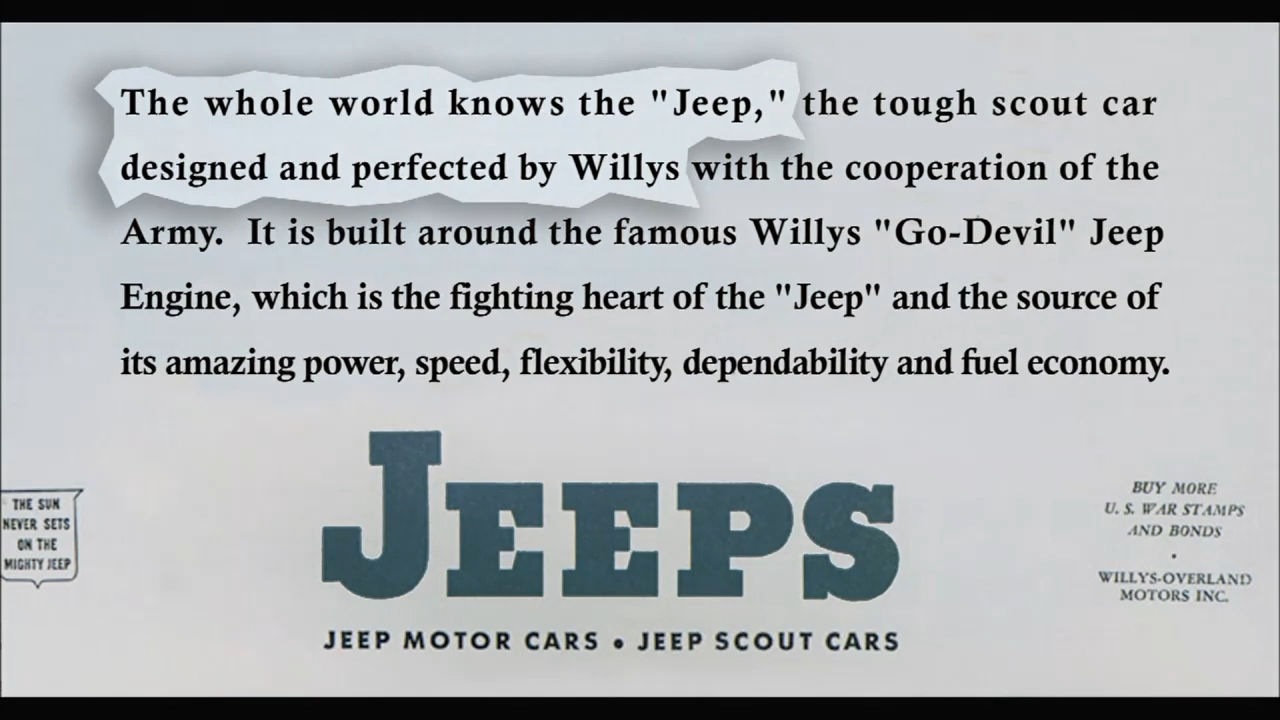 The whole world knows the "Jeep," the tough scout car
designed and perfected by Willys with the cooperation of the
Army. It is built around the famous Willys "Go-Devil" Jeep
Engine, which is the fighting heart of the "Jeep" and the source of
its amazing power, speed, flexibility, dependability and fuel economy.
JEEPS
JEEP MOTOR CARS • JEEP SCOUT CARS
THE SUN
NEVER SETS
ON THE
MIGHTY JEEP
BUY MORE
U. S. WAR STAMPS
AND BONDS
•
WILLYS-OVERLAND
MOTORS INC.